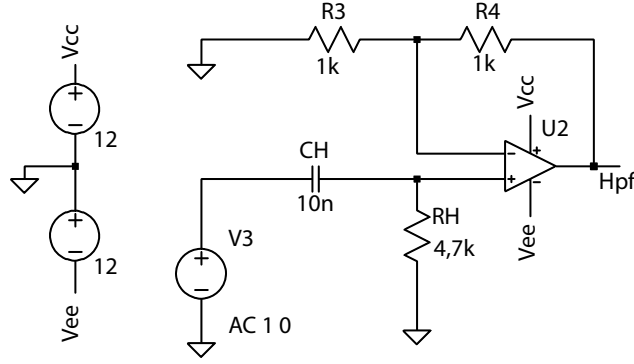 R3
R4
Vcc
1k
1k
Vcc
U2
12
CH
Hpf
10n
RH
V3
4,7k
12
Vee
Vee
AC 1 0